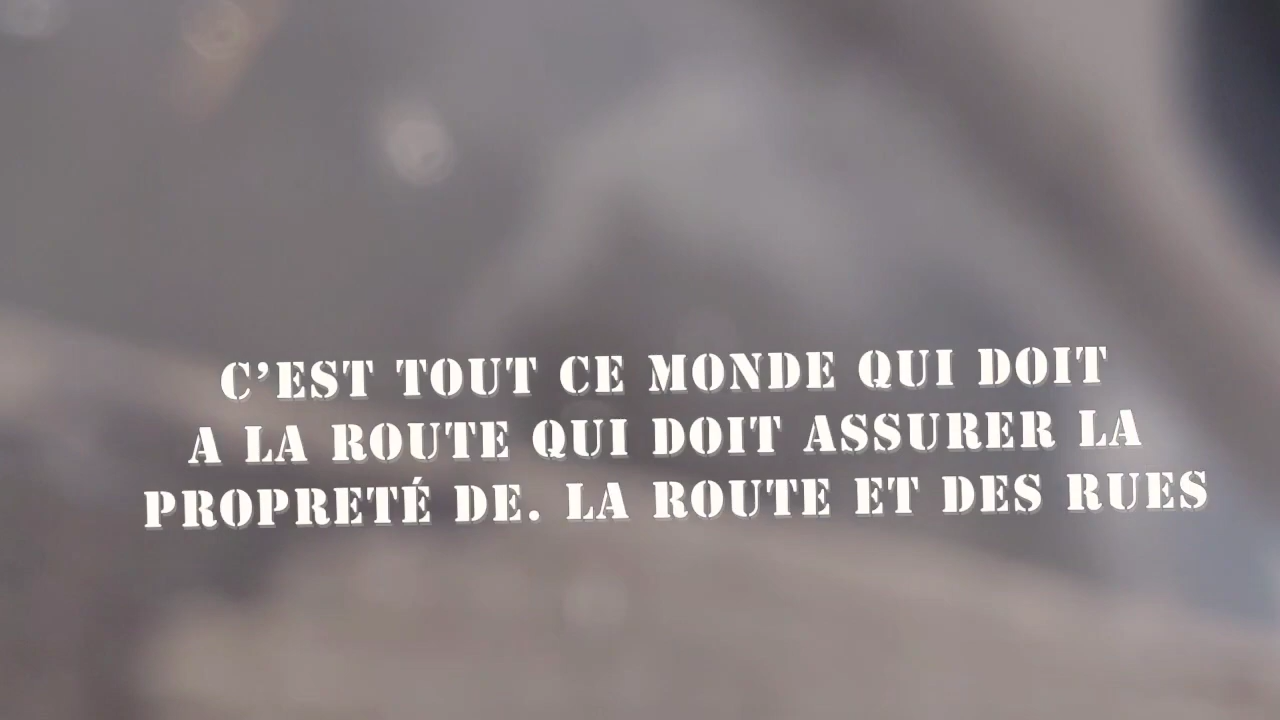 C'EST TOUT CE MONDE QUI DOIT
A LA ROUTE QUI DOIT ASSURER LA
PROPRETÉ DE. LA ROUTE ET DES RUES